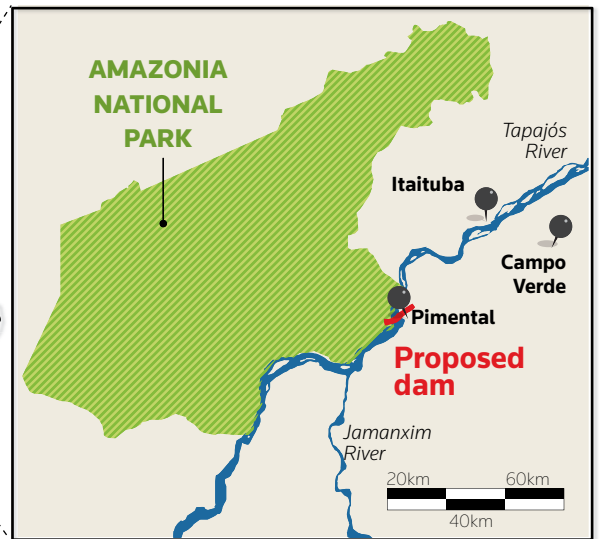 AMAZONIA
NATIONAL
PARK
Tapajós
River
Itaituba
Campo
Verde
Pimental
Proposed
dam
Jamanxim
River
20km 60km
40km